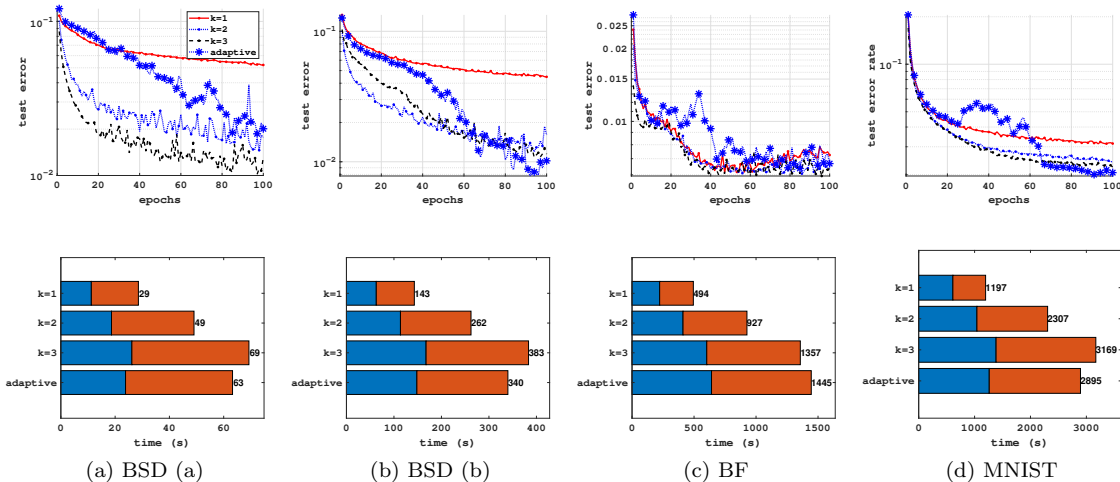 k=1
k=2
k=3
adaptive
10^-1
10^-2
test error
0 20 40 60 80 100
epochs
10^-1
10^-2
test error
0 20 40 60 80 100
epochs
0.025
0.02
0.015
0.01
test error
0 20 40 60 80 100
epochs
10^-1
test error rate
0 20 40 60 80 100
epochs
k=1 29
k=2 49
k=3 69
adaptive 63
0 20 40 60
time (s)
(a) BSD (a)
k=1 143
k=2 262
k=3 383
adaptive 340
0 100 200 300 400
time (s)
(b) BSD (b)
k=1 494
k=2 927
k=3 1357
adaptive 1445
0 500 1000 1500
time (s)
(c) BF
k=1 1197
k=2 2307
k=3 3169
adaptive 2895
0 1000 2000 3000
time (s)
(d) MNIST